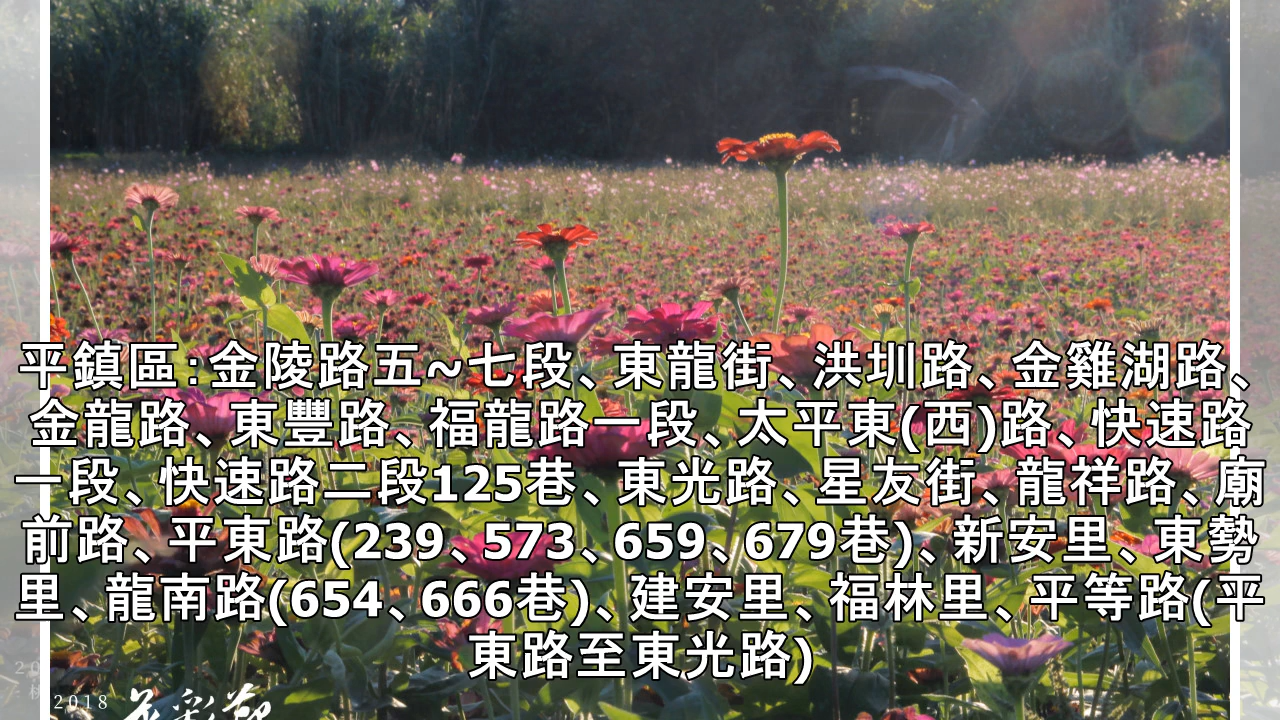 平鎮區:金陵路五~七段、東龍街、洪圳路、金雞湖路、
金龍路、東豐路、福龍路一段、太平東(西)路、快速路
一段、快速路二段125巷、東光路、星友街、龍祥路、廟
前路、平東路(239、573、659、679巷)、新安里、東勢
里、龍南路(654、666巷)、建安里、福林里、平等路(平
東路至東光路)
2018 花彩節